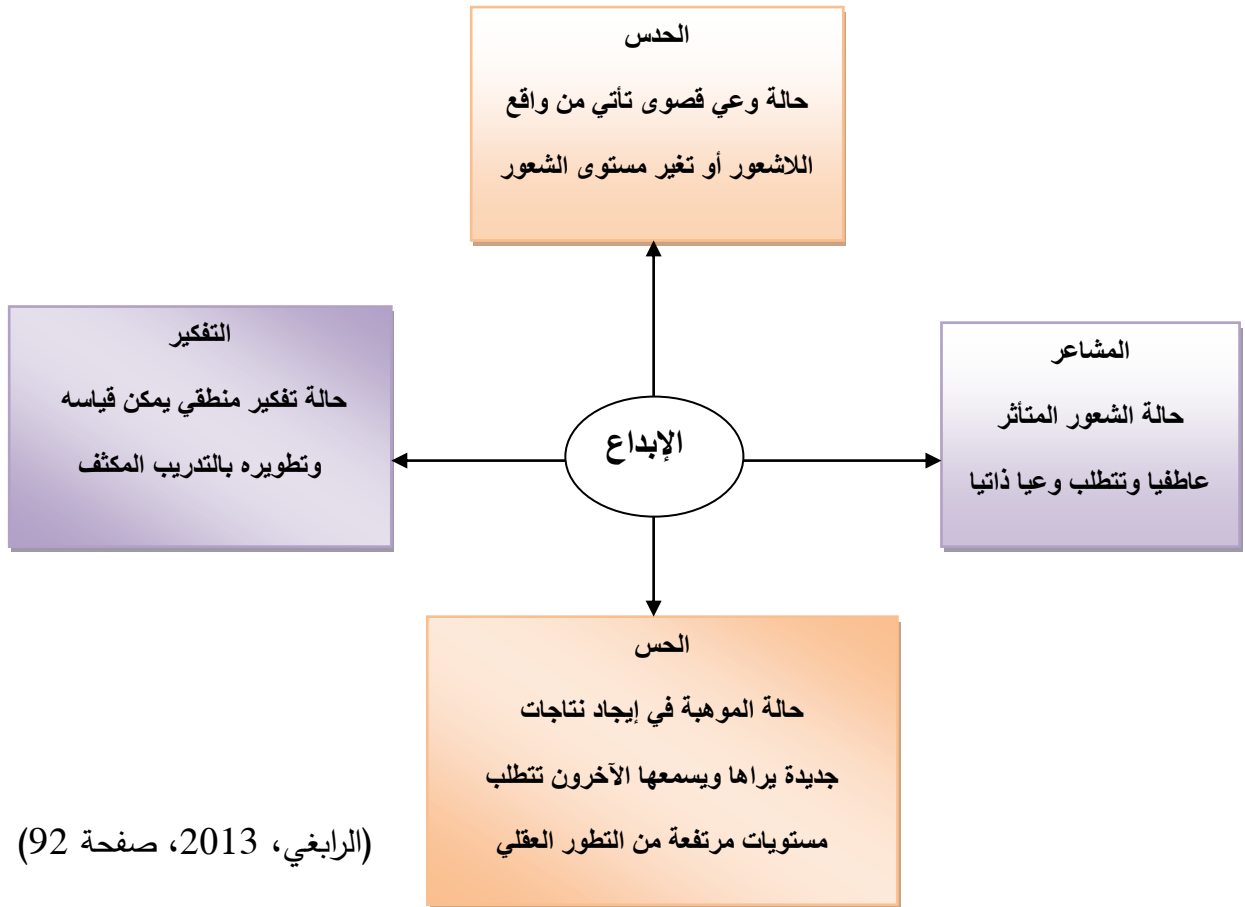 الحدس
حالة وعي قصوى تأتي من واقع
اللاشعور أو تغير مستوى الشعور
المشاعر
حالة الشعور المتأثر
عاطفيا وتتطلب وعيا ذاتيا
الإبداع
التفكير
حالة تفكير منطقي يمكن قياسه
وتطويره بالتدريب المكثف
الحس
حالة الموهبة في إيجاد نتاجات
جديدة يراها ويسمعها الآخرون تتطلب
مستويات مرتفعة من التطور العقلي
(الرابغي، 2013، صفحة 92)